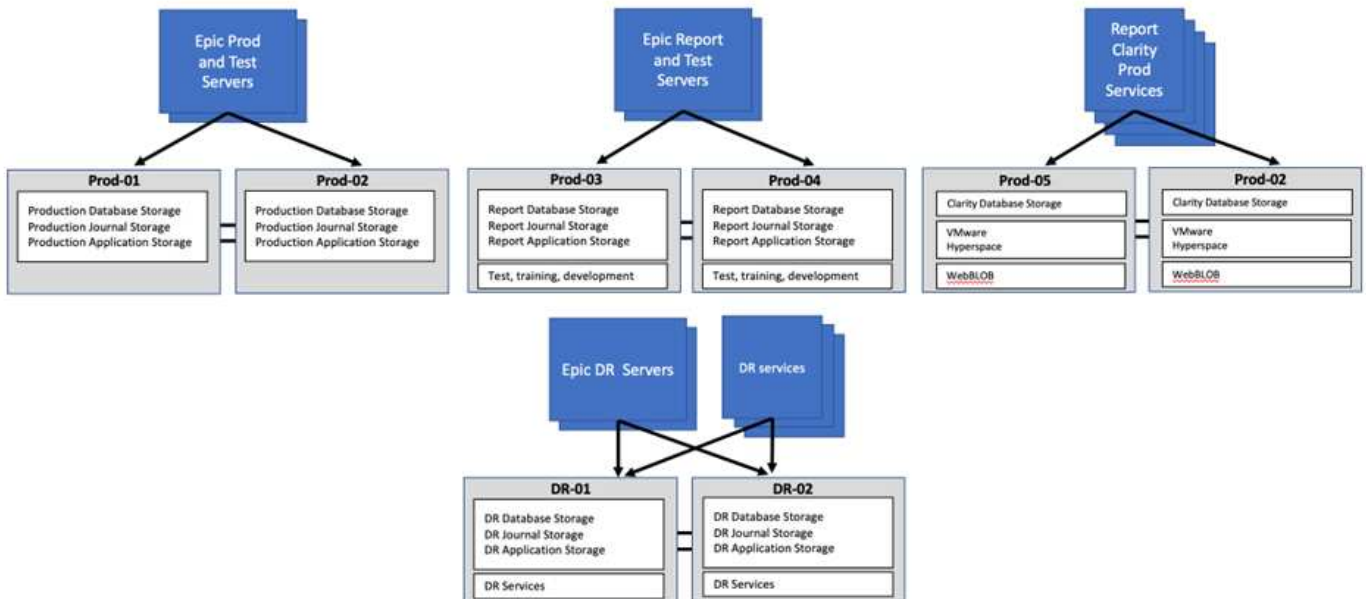 Epic Prod
and Test
Servers
Epic Report
and Test
Servers
Report
Clarity
Prod
Services
Prod-01
Production Database Storage
Production Journal Storage
Production Application Storage
Prod-02
Production Database Storage
Production Journal Storage
Production Application Storage
Prod-03
Report Database Storage
Report Journal Storage
Report Application Storage
Test, training, development
Prod-04
Report Database Storage
Report Journal Storage
Report Application Storage
Test, training, development
Prod-05
Clarity Database Storage
VMware
Hyperspace
WebBLOB
Prod-02
Clarity Database Storage
VMware
Hyperspace
WebBLOB
Epic DR Servers
DR services
DR-01
DR Database Storage
DR Journal Storage
DR Application Storage
DR Services
DR-02
DR Database Storage
DR Journal Storage
DR Application Storage
DR Services